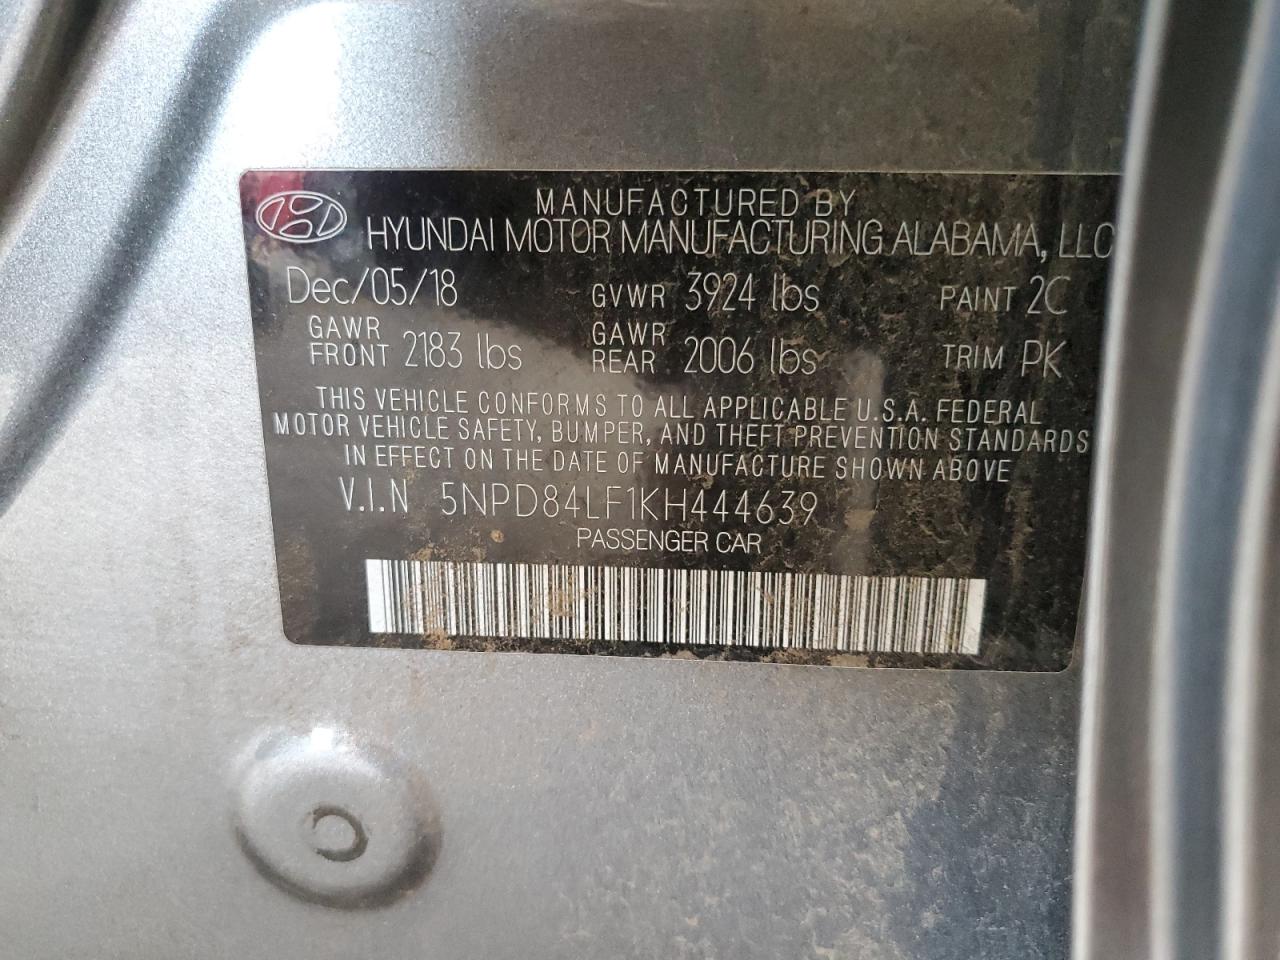 MANUFACTURED BY
HYUNDAI MOTOR MANUFACTURING ALABAMA, LLC
Dec/05/18 GVWR 3924 lbs PAINT 2C
GAWR FRONT 2183 lbs GAWR REAR 2006 lbs TRIM PK
THIS VEHICLE CONFORMS TO ALL APPLICABLE U.S.A. FEDERAL
MOTOR VEHICLE SAFETY, BUMPER, AND THEFT PREVENTION STANDARDS
IN EFFECT ON THE DATE OF MANUFACTURE SHOWN ABOVE
V.I.N 5NPD84LF1KH444639
PASSENGER CAR